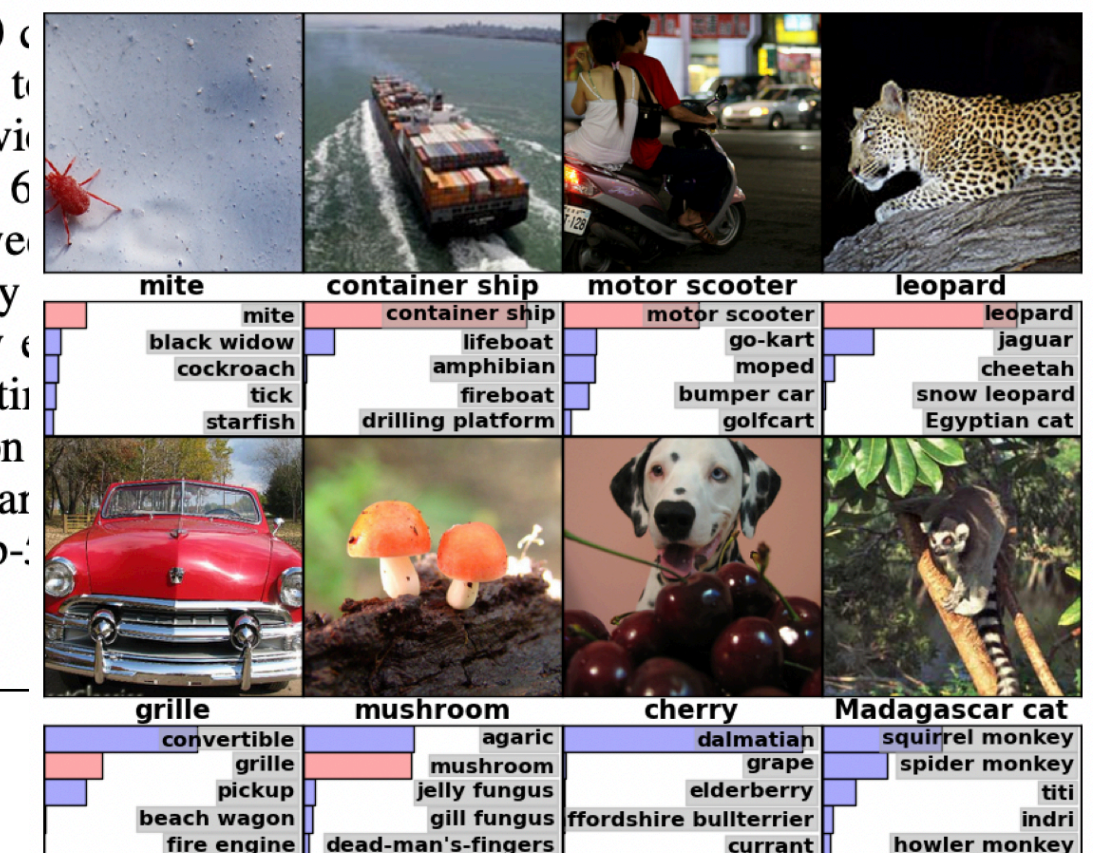 mite
container ship
motor scooter
leopard
mite
black widow
cockroach
tick
starfish
container ship
lifeboat
amphibian
fireboat
drilling platform
motor scooter
go-kart
moped
bumper car
golfcart
leopard
jaguar
cheetah
snow leopard
Egyptian cat
grille
mushroom
cherry
Madagascar cat
convertible
grille
pickup
beach wagon
fire engine
agaric
mushroom
jelly fungus
gill fungus
dead-man's-fingers
dalmatian
grape
elderberry
ffordshire bullterrier
currant
squirrel monkey
spider monkey
titi
indri
howler monkey